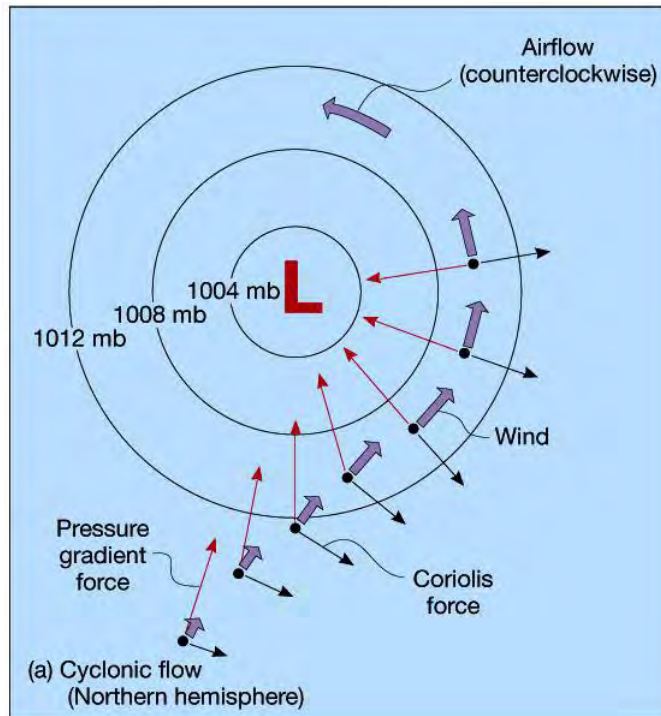 Airflow
(counterclockwise)
L
1004 mb
1008 mb
1012 mb
Wind
Pressure
gradient
force
Coriolis
force
(a) Cyclonic flow
(Northern hemisphere)